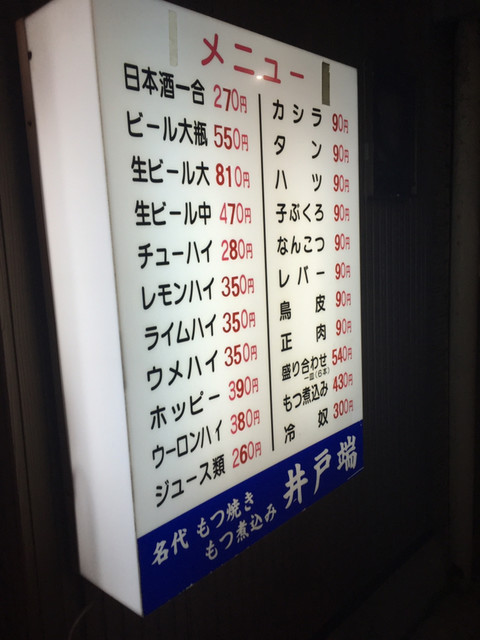 メニュー
日本酒一合 270円
ビール大瓶 550円
生ビール大 810円
生ビール中 470円
チューハイ 280円
レモンハイ 350円
ライムハイ 350円
ウメハイ 350円
ホッピー 390円
ウーロンハイ 380円
ジュース類 260円
カシラ 90円
タン 90円
ハツ 90円
子ぶくろ 90円
なんこつ 90円
レバー 90円
鳥皮 90円
正肉 90円
盛り合わせ 540円
一皿(6本)
もつ煮込み 430円
冷奴 300円
名代 もつ焼き
もつ煮込み
井戸端